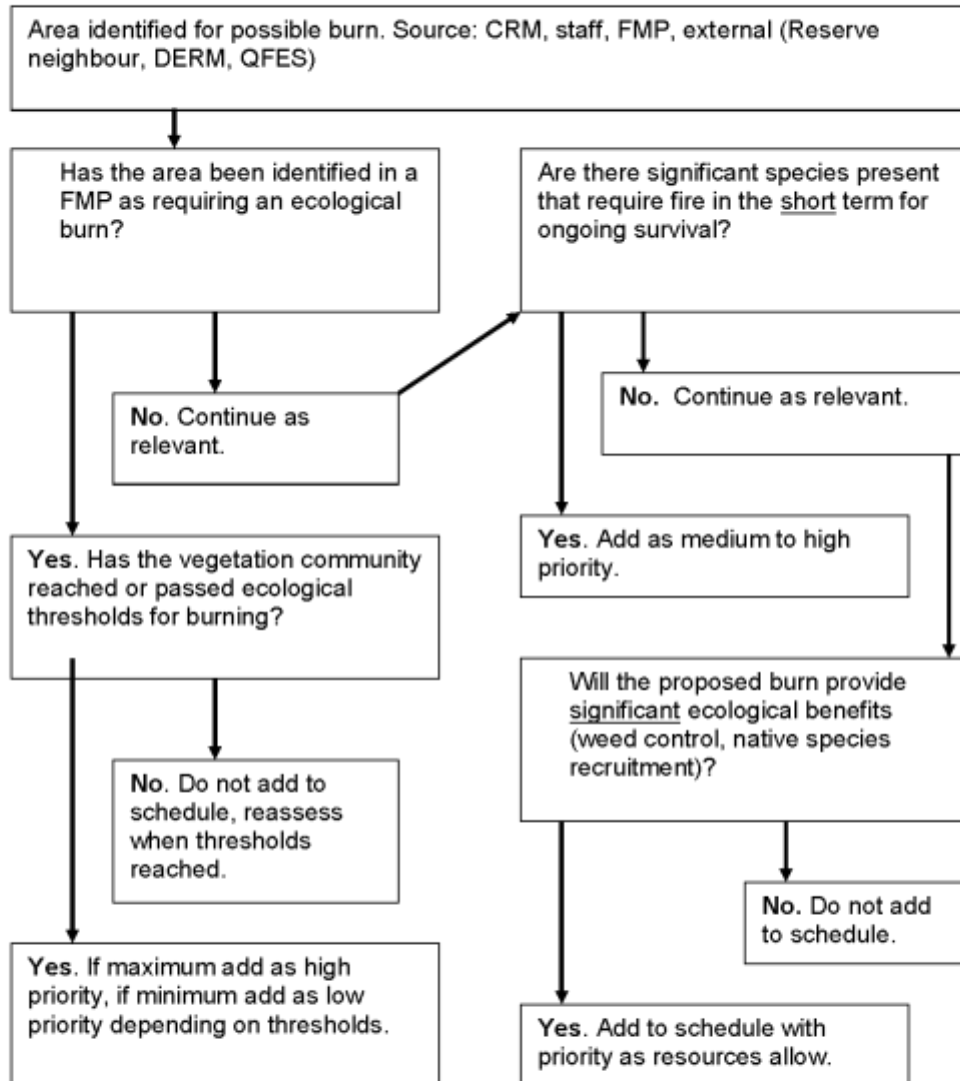 Area identified for possible burn. Source: CRM, staff, FMP, external (Reserve
neighbour, DERM, QFES)
Has the area been identified in a
FMP as requiring an ecological
burn?
Are there significant species present
that require fire in the short term for
ongoing survival?
No. Continue as
relevant.
No. Continue as relevant.
Yes. Add as medium to high
priority.
Yes. Has the vegetation community
reached or passed ecological
thresholds for burning?
Will the proposed burn provide
significant ecological benefits
(weed control, native species
recruitment)?
No. Do not add to
schedule, reassess
when thresholds
reached.
No. Do not add
to schedule.
Yes. If maximum add as high
priority, if minimum add as low
priority depending on thresholds.
Yes. Add to schedule with
priority as resources allow.